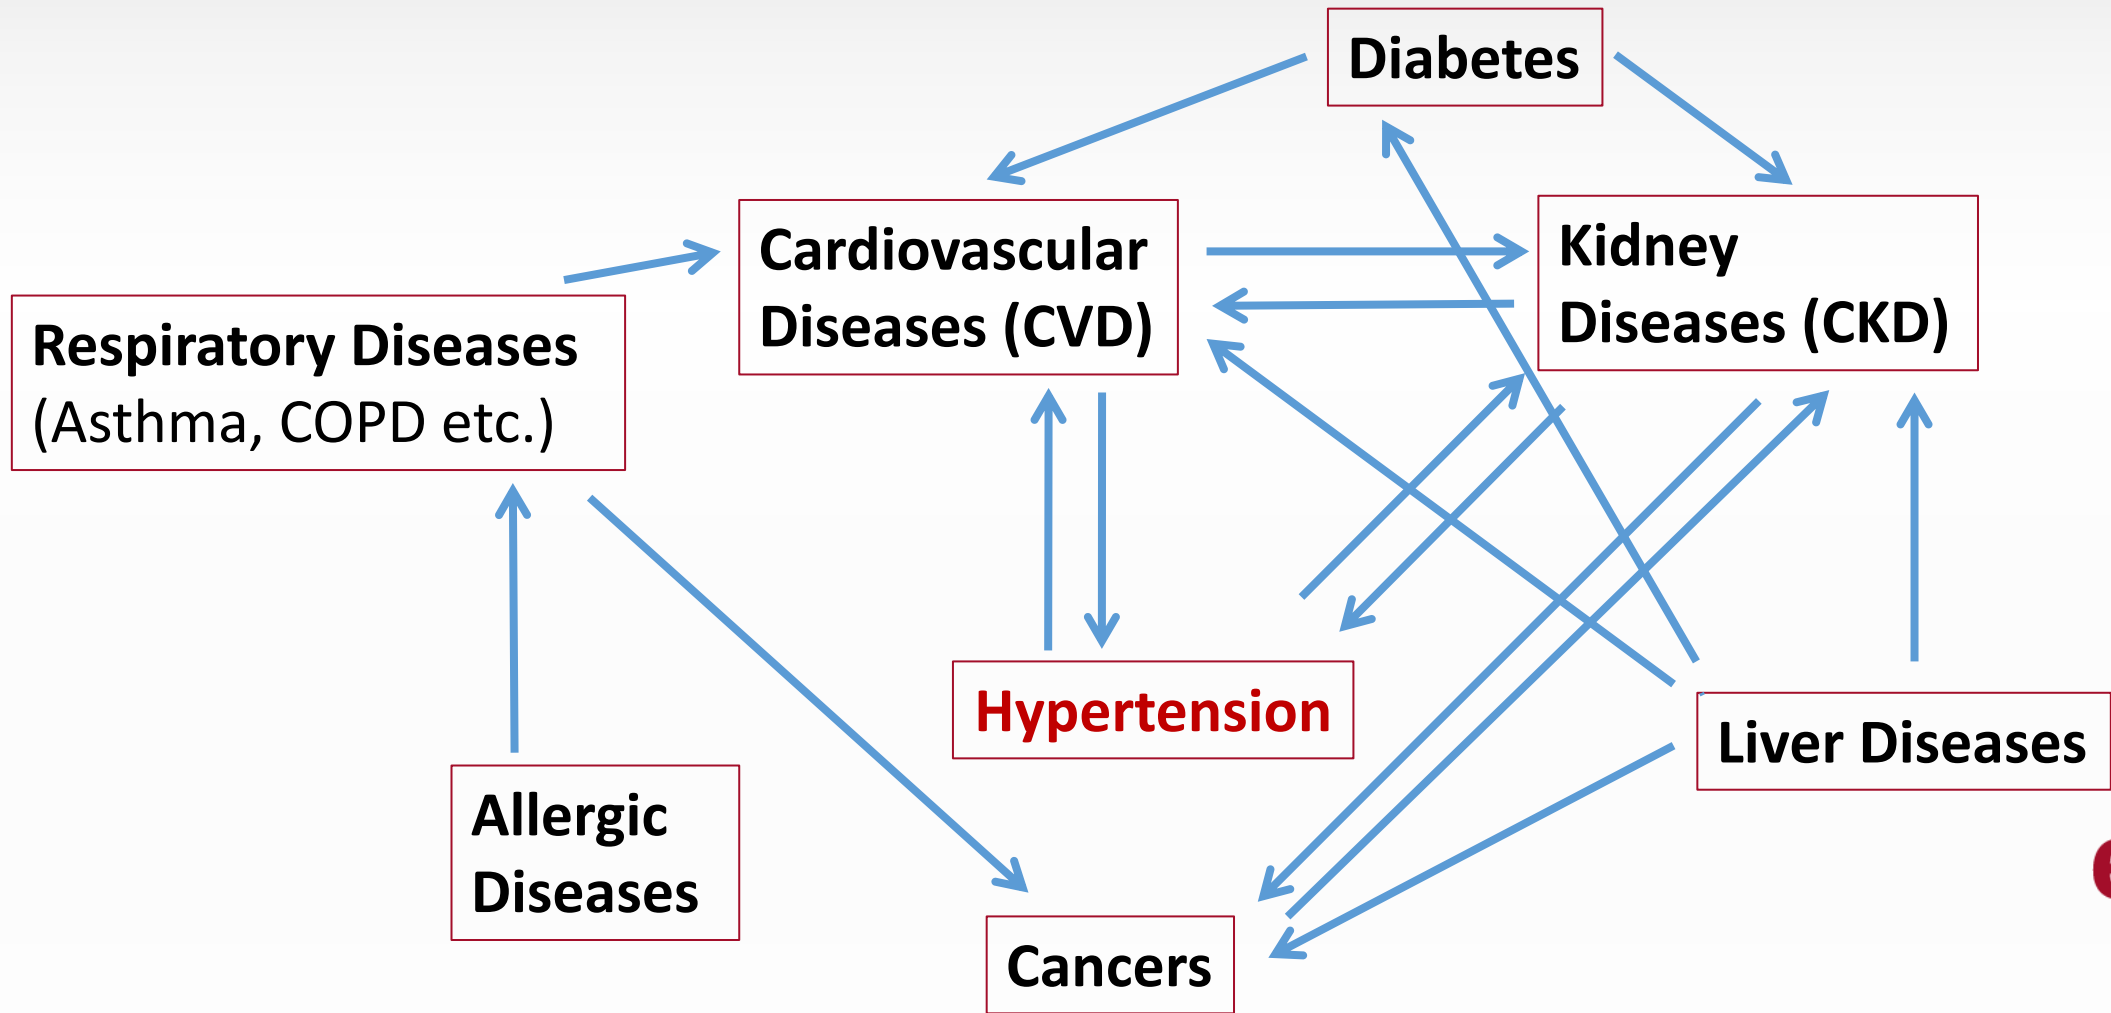 Diabetes
Cardiovascular
Diseases (CVD)
Kidney
Diseases (CKD)
Respiratory Diseases
(Asthma, COPD etc.)
Hypertension
Liver Diseases
Allergic
Diseases
Cancers